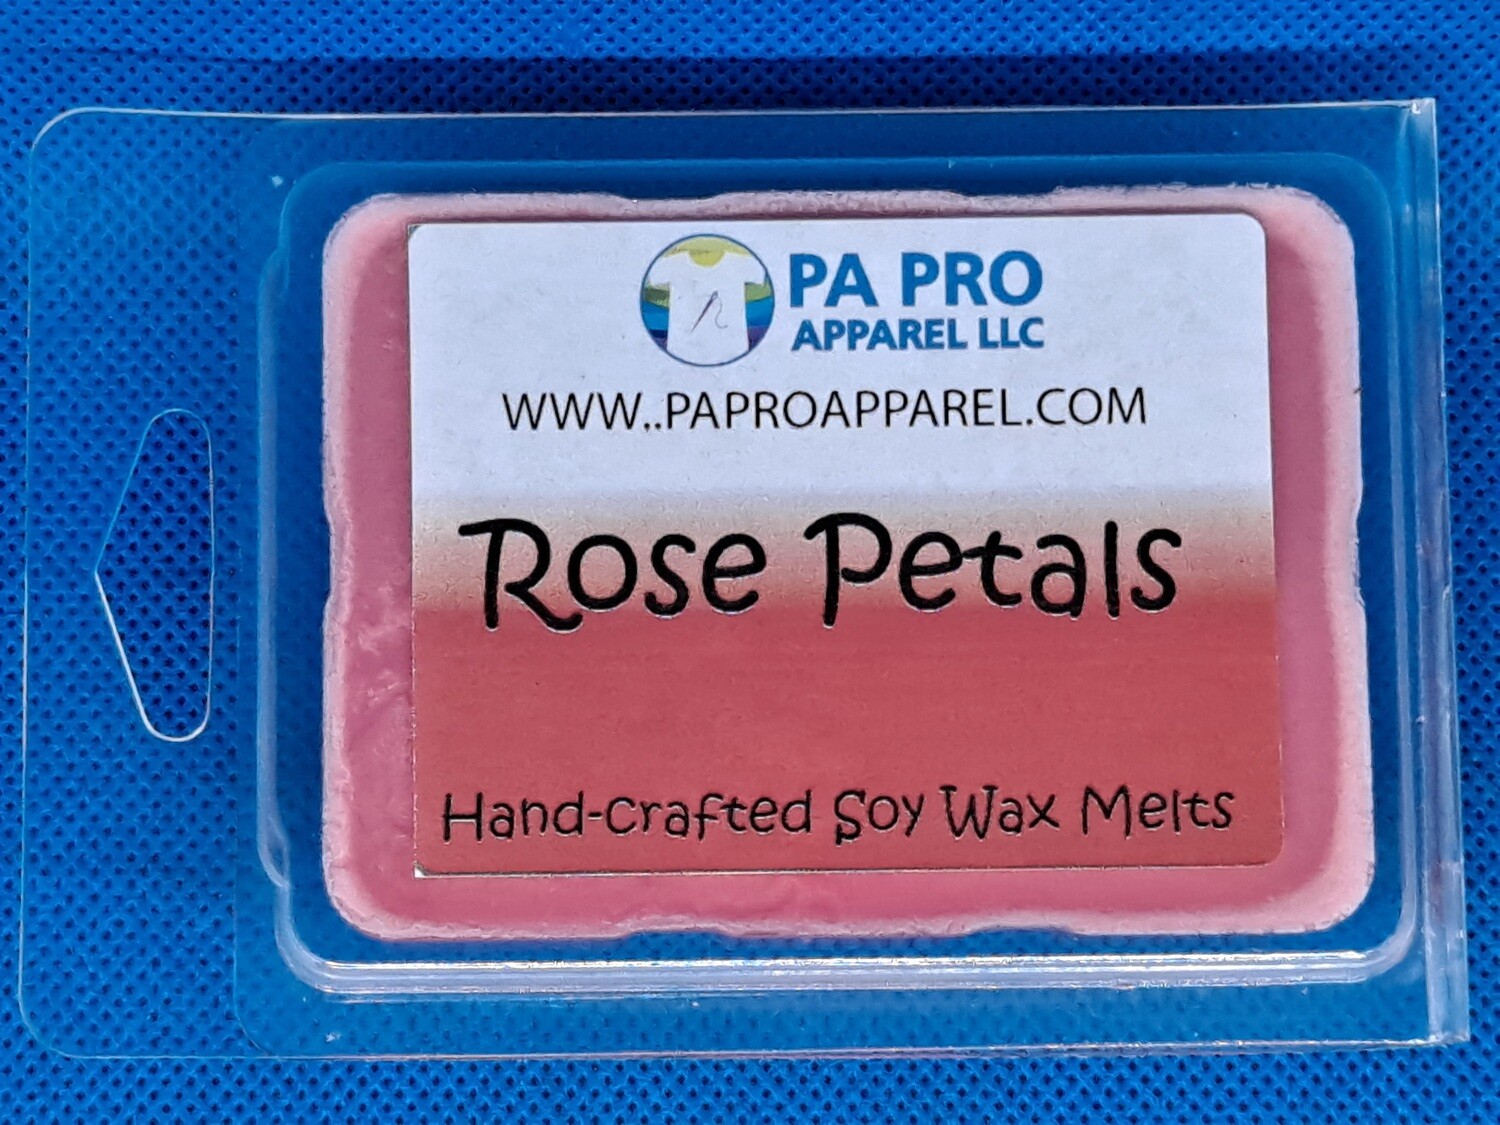 PA PRO
APPAREL LLC
WWW..PAPROAPPAREL.COM
Rose Petals
Hand-crafted Soy Wax Melts